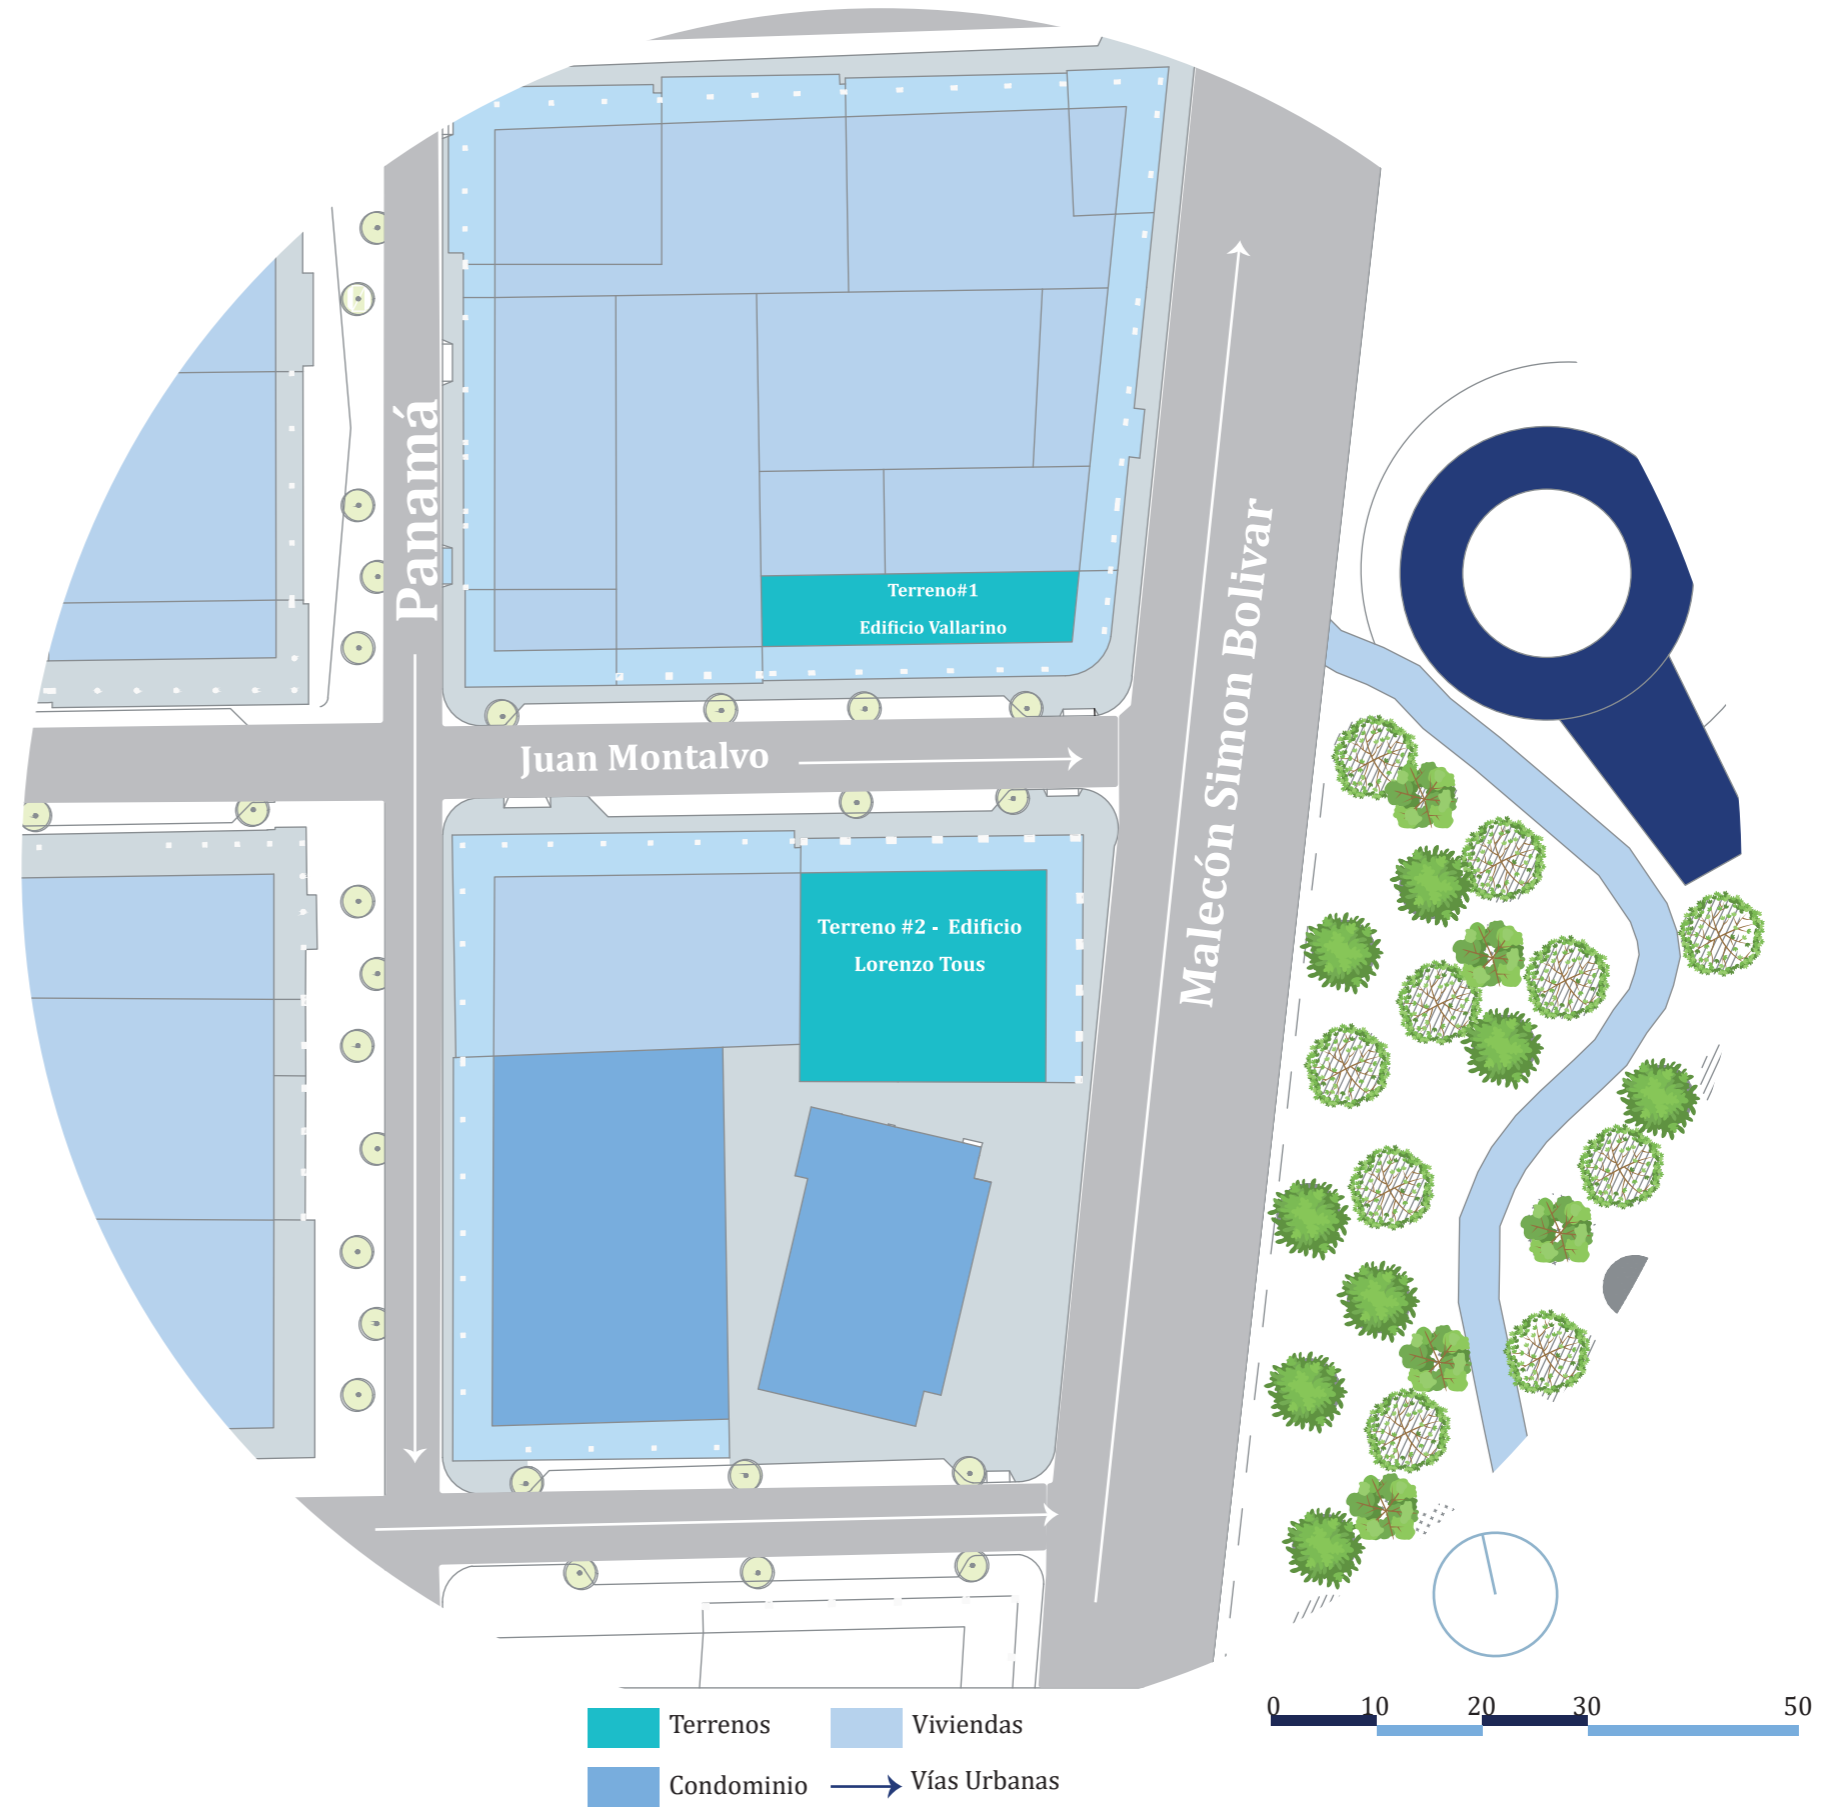 Panamá
Terreno#1
Edificio Vallarino
Malecón Simon Bolivar
Juan Montalvo
Terreno #2 - Edificio
Lorenzo Tous
0 10 20 30 50
Terrenos
Viviendas
Condominio
Vías Urbanas